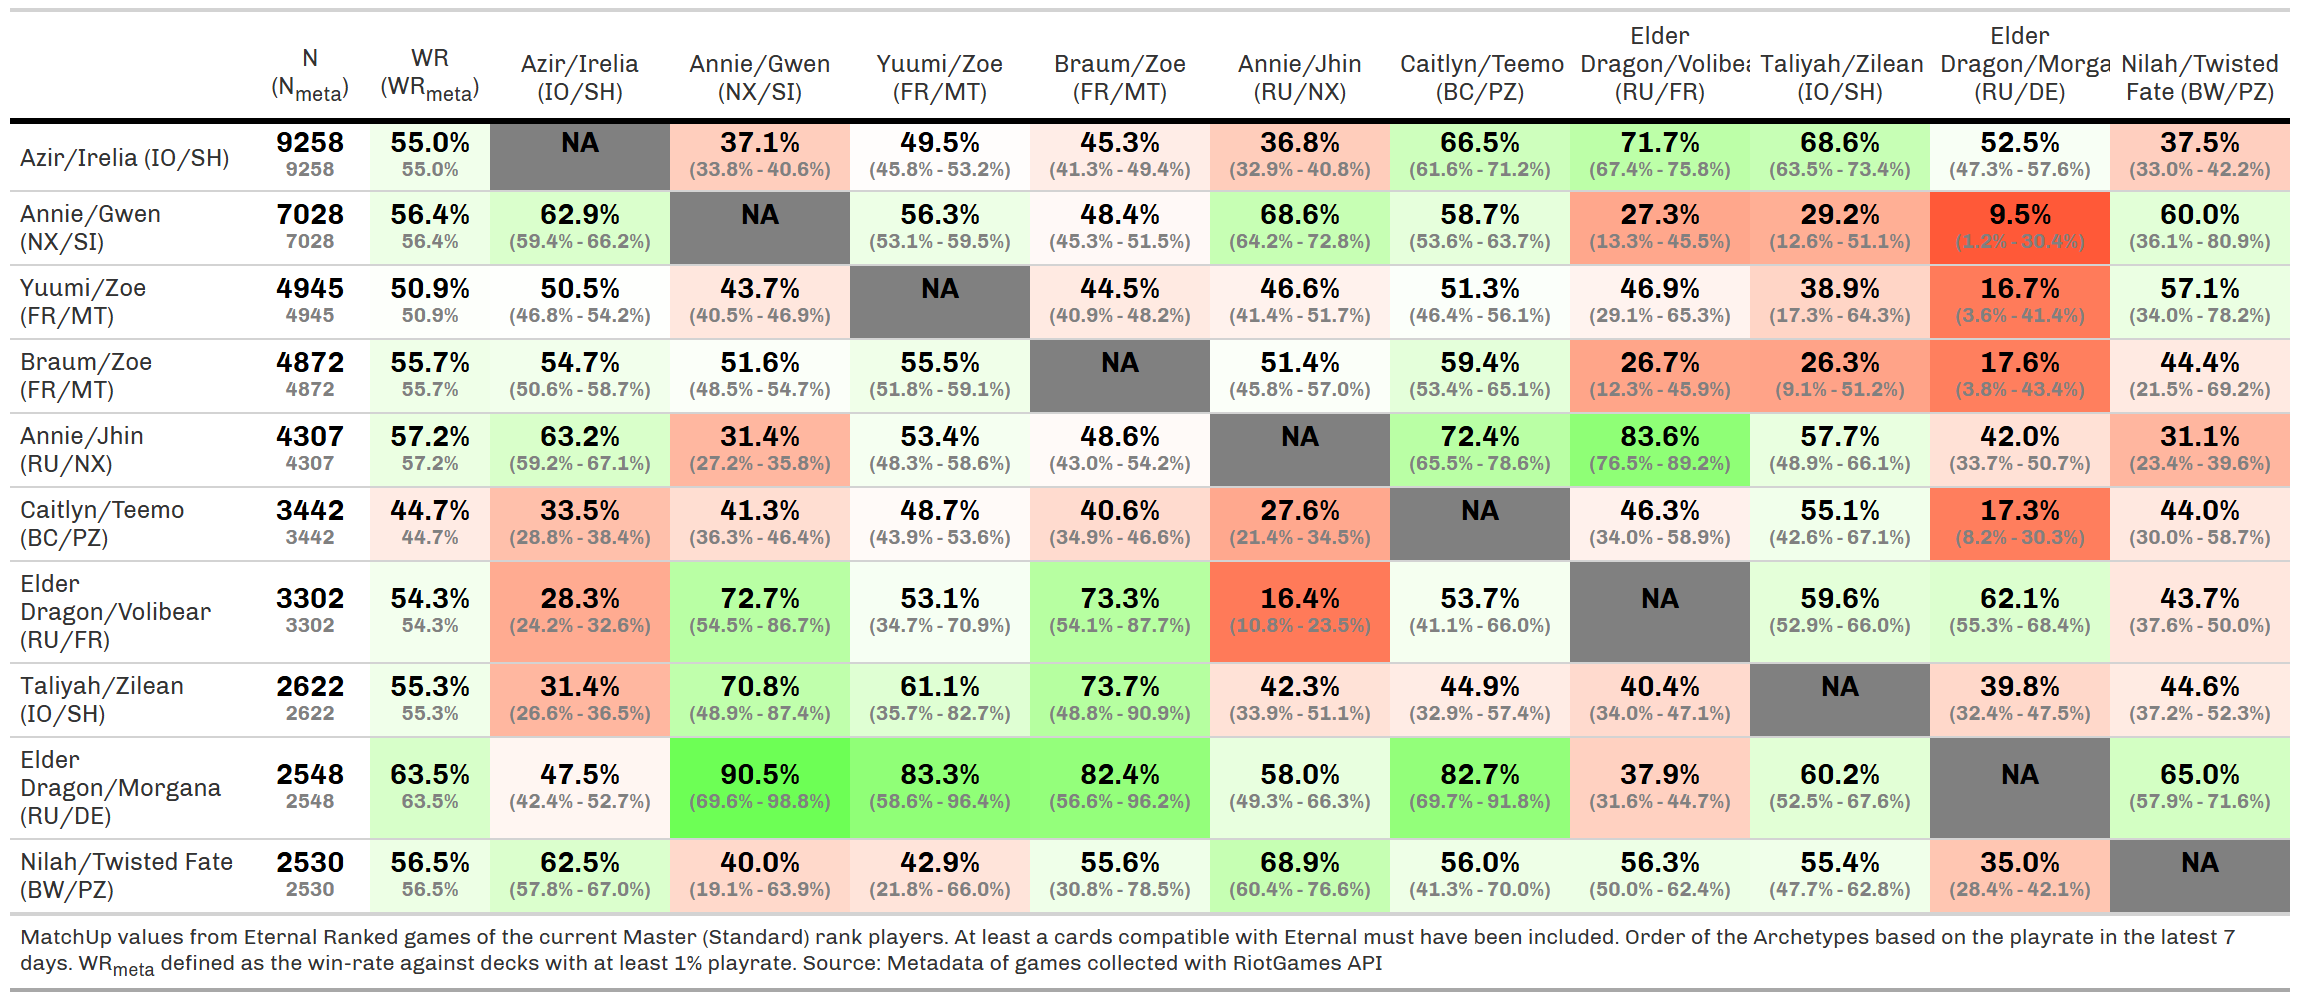 N (Nmeta) WR (WRmeta) Azir/Irelia (IO/SH) Annie/Gwen (NX/SI) Yuumi/Zoe (FR/MT) Braum/Zoe (FR/MT) Annie/Jhin (RU/NX) Caitlyn/Teemo (BC/PZ) Elder Dragon/Volibea (RU/FR) Taliyah/Zilean (IO/SH) Elder Dragon/Morga (RU/DE) Nilah/Twisted Fate (BW/PZ)
Azir/Irelia (IO/SH) 9258 55.0% NA 37.1% 49.5% 45.3% 36.8% 66.5% 71.7% 68.6% 52.5% 37.5%
9258 55.0% (33.8% - 40.6%) (45.8% - 53.2%) (41.3% - 49.4%) (32.9% - 40.8%) (61.6% - 71.2%) (67.4% - 75.8%) (63.5% - 73.4%) (47.3% - 57.6%) (33.0% - 42.2%)
Annie/Gwen 7028 56.4% 62.9% NA 56.3% 48.4% 68.6% 58.7% 27.3% 29.2% 9.5% 60.0%
(NX/SI) 7028 56.4% (59.4% - 66.2%) (53.1% - 59.5%) (45.3% - 51.5%) (64.2% - 72.8%) (53.6% - 63.7%) (13.3% - 45.5%) (12.6% - 51.1%) (1.2% - 30.4%) (36.1% - 80.9%)
Yuumi/Zoe 4945 50.9% 50.5% 43.7% NA 44.5% 46.6% 51.3% 46.9% 38.9% 16.7% 57.1%
(FR/MT) 4945 50.9% (46.8% - 54.2%) (40.5% - 46.9%) (40.9% - 48.2%) (41.4% - 51.7%) (46.4% - 56.1%) (29.1% - 65.3%) (17.3% - 64.3%) (3.6% - 41.4%) (34.0% - 78.2%)
Braum/Zoe 4872 55.7% 54.7% 51.6% 55.5% NA 51.4% 59.4% 26.7% 26.3% 17.6% 44.4%
(FR/MT) 4872 55.7% (50.6% - 58.7%) (48.5% - 54.7%) (51.8% - 59.1%) (45.8% - 57.0%) (53.4% - 65.1%) (12.3% - 45.9%) (9.1% - 51.2%) (3.8% - 43.4%) (21.5% - 69.2%)
Annie/Jhin 4307 57.2% 63.2% 31.4% 53.4% 48.6% NA 72.4% 83.6% 57.7% 42.0% 31.1%
(RU/NX) 4307 57.2% (59.2% - 67.1%) (27.2% - 35.8%) (48.3% - 58.6%) (43.0% - 54.2%) (65.5% - 78.6%) (76.5% - 89.2%) (48.9% - 66.1%) (33.7% - 50.7%) (23.4% - 39.6%)
Caitlyn/Teemo 3442 44.7% 33.5% 41.3% 48.7% 40.6% 27.6% NA 46.3% 55.1% 17.3% 44.0%
(BC/PZ) 3442 44.7% (28.8% - 38.4%) (36.3% - 46.4%) (43.9% - 53.6%) (34.9% - 46.6%) (21.4% - 34.5%) (34.0% - 58.9%) (42.6% - 67.1%) (8.2% - 30.3%) (30.0% - 58.7%)
Elder
Dragon/Volibear 3302 54.3% 28.3% 72.7% 53.1% 73.3% 16.4% 53.7% NA 59.6% 62.1% 43.7%
(RU/FR) 3302 54.3% (24.2% - 32.6%) (54.5% - 86.7%) (34.7% - 70.9%) (54.1% - 87.7%) (10.8% - 23.5%) (41.1% - 66.0%) (52.9% - 66.0%) (55.3% - 68.4%) (37.6% - 50.0%)
Taliyah/Zilean 2622 55.3% 31.4% 70.8% 61.1% 73.7% 42.3% 44.9% 40.4% NA 39.8% 44.6%
(IO/SH) 2622 55.3% (26.6% - 36.5%) (48.9% - 87.4%) (35.7% - 82.7%) (48.8% - 90.9%) (33.9% - 51.1%) (32.9% - 57.4%) (34.0% - 47.1%) (32.4% - 47.5%) (37.2% - 52.3%)
Elder
Dragon/Morgana 2548 63.5% 47.5% 90.5% 83.3% 82.4% 58.0% 82.7% 37.9% 60.2% NA 65.0%
(RU/DE) 2548 63.5% (42.4% - 52.7%) (69.6% - 98.8%) (58.6% - 96.4%) (56.6% - 96.2%) (49.3% - 66.3%) (69.7% - 91.8%) (31.6% - 44.7%) (52.5% - 67.6%) (57.9% - 71.6%)
Nilah/Twisted Fate 2530 56.5% 62.5% 40.0% 42.9% 55.6% 68.9% 56.0% 56.3% 55.4% 35.0% NA
(BW/PZ) 2530 56.5% (57.8% - 67.0%) (19.1% - 63.9%) (21.8% - 66.0%) (30.8% - 78.5%) (60.4% - 76.6%) (41.3% - 70.0%) (50.0% - 62.4%) (47.7% - 62.8%) (28.4% - 42.1%)
MatchUp values from Eternal Ranked games of the current Master (Standard) rank players. At least a cards compatible with Eternal must have been included. Order of the Archetypes based on the playrate in the latest 7
days. WRmeta defined as the win-rate against decks with at least 1% playrate. Source: Metadata of games collected with RiotGames API